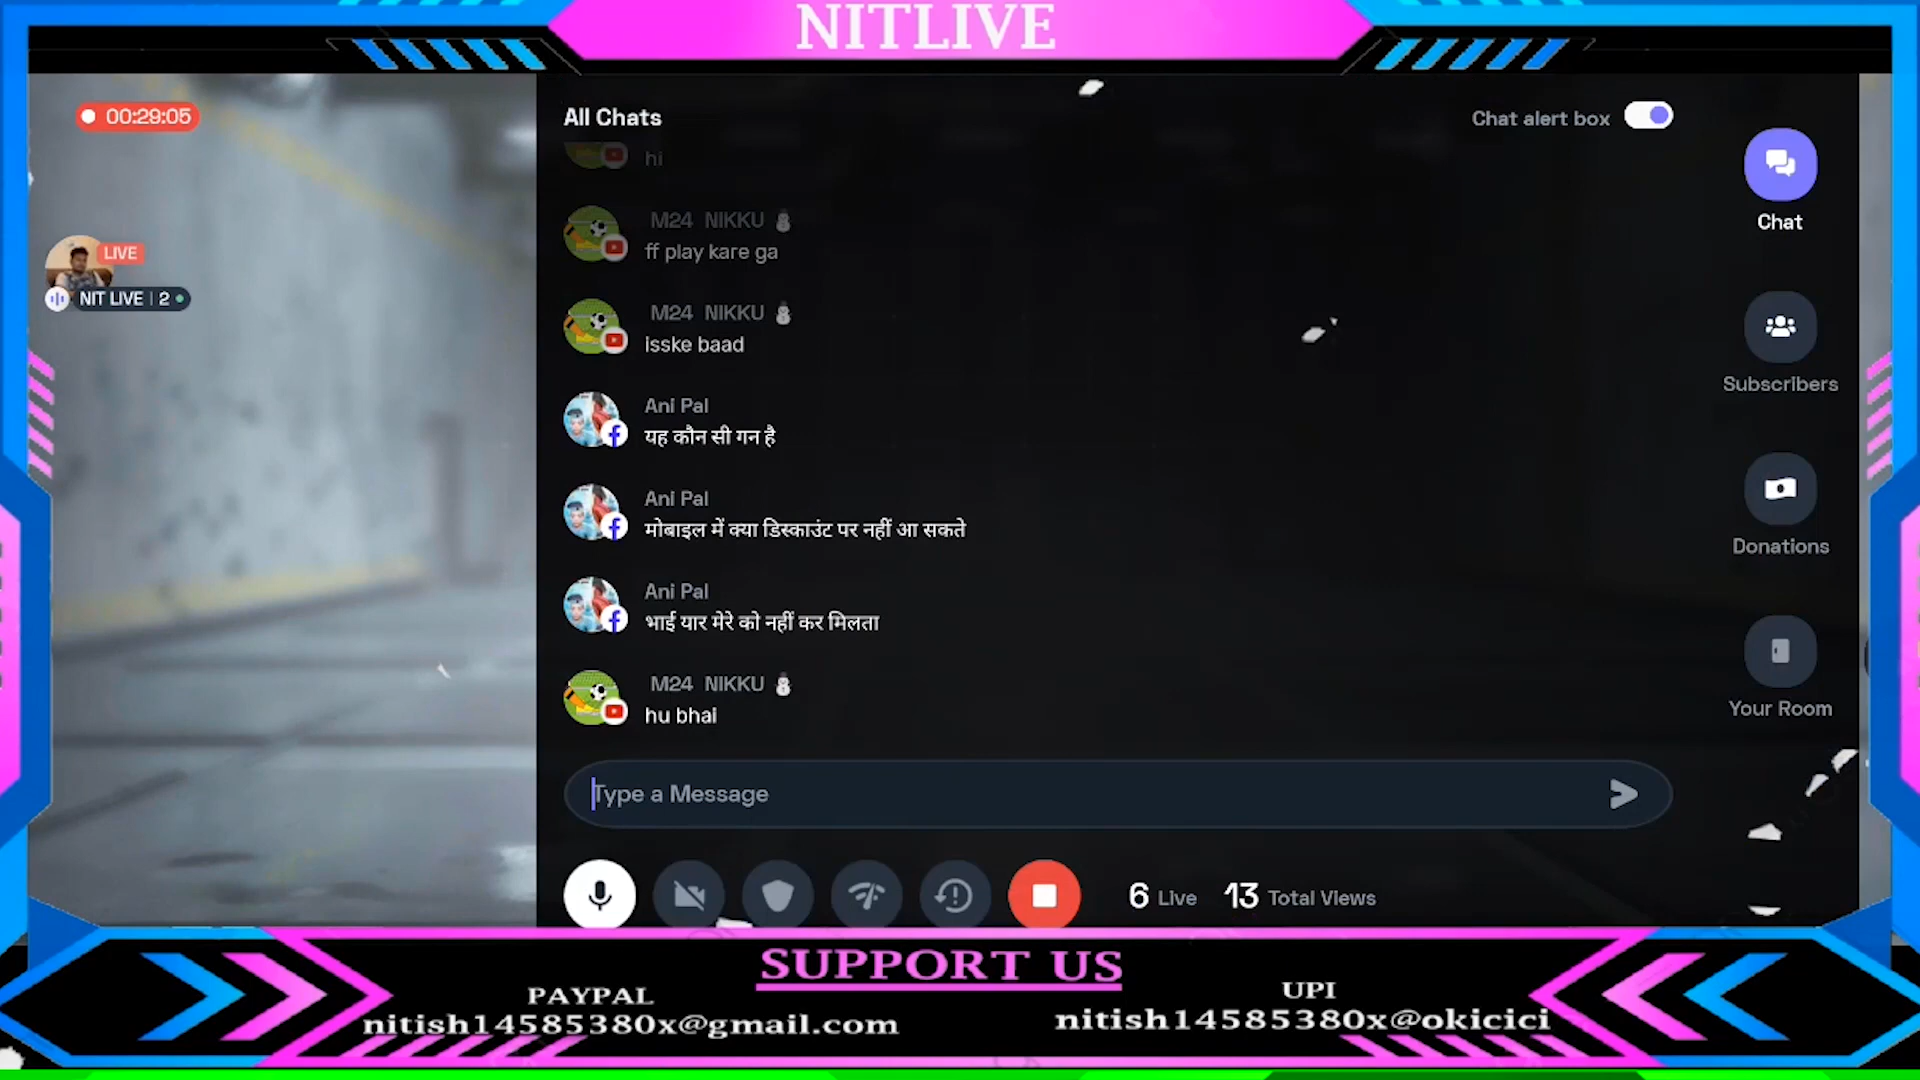 NITLIVE
00:29:05
LIVE
NIT LIVE | 2
All Chats
Chat alert box
hi
M24 NIKKU ⛄
ff play kare ga
M24 NIKKU ⛄
isske baad
Ani Pal
यह कौन सी गन है
Ani Pal
मोबाइल में क्या डिस्काउंट पर नहीं आ सकते
Ani Pal
भाई यार मेरे को नहीं कर मिलता
M24 NIKKU ⛄
hu bhai
Type a Message
6 Live 13 Total Views
Chat
Subscribers
Donations
Your Room
SUPPORT US
PAYPAL
nitish14585380x@gmail.com
UPI
nitish14585380x@okicici